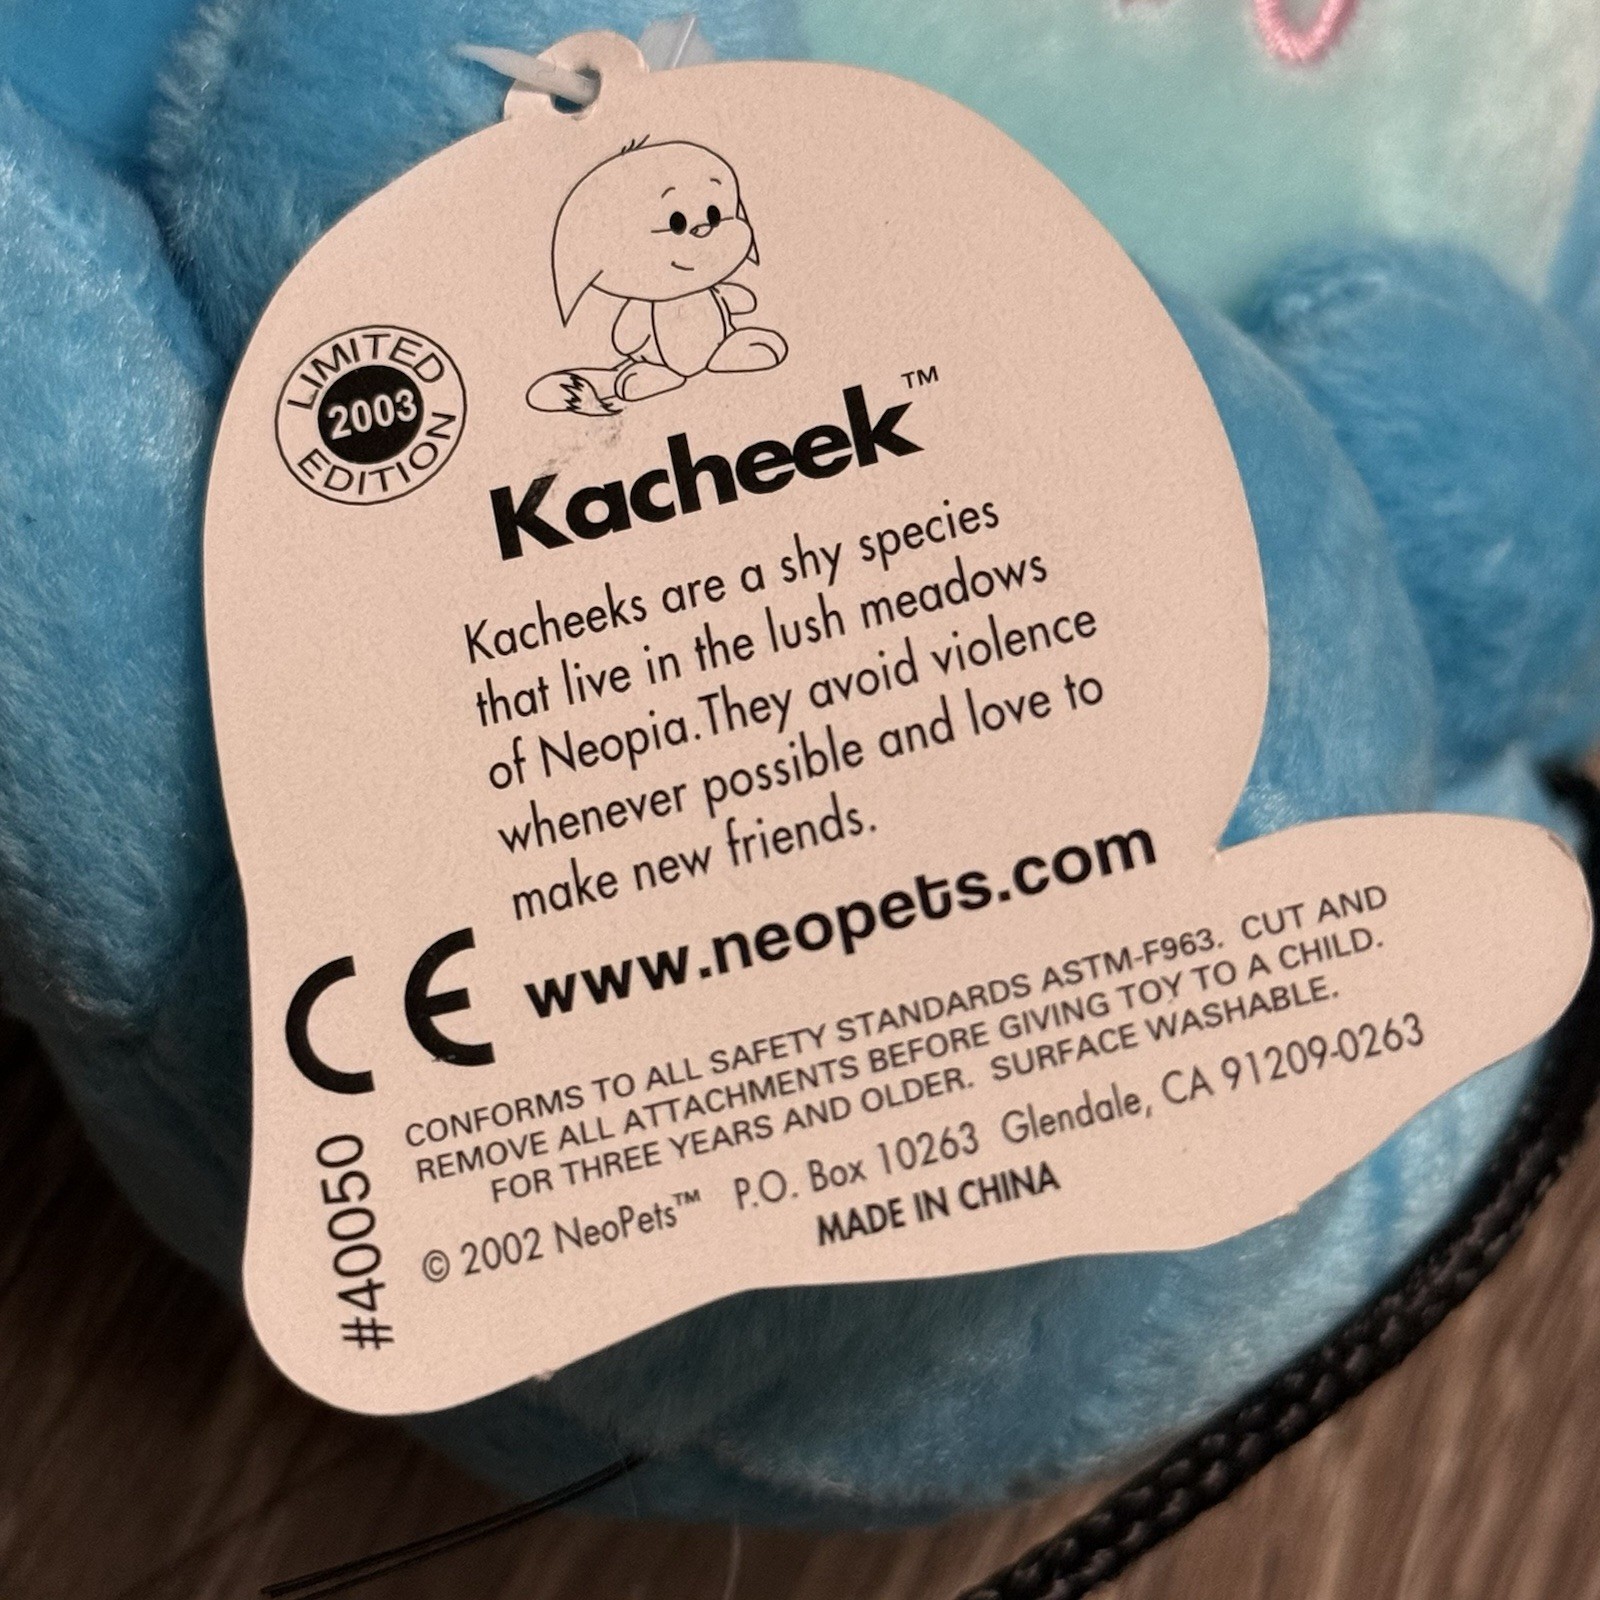 LIMITED
2003
EDITION
Kacheek™
Kacheeks are a shy species
that live in the lush meadows
of Neopia.They avoid violence
whenever possible and love to
make new friends.
CE
www.neopets.com
CONFORMS TO ALL SAFETY STANDARDS ASTM-F963. CUT AND
REMOVE ALL ATTACHMENTS BEFORE GIVING TOY TO A CHILD.
FOR THREE YEARS AND OLDER. SURFACE WASHABLE.
© 2002 NeoPets™ P.O. Box 10263 Glendale, CA 91209-0263
MADE IN CHINA
#40050